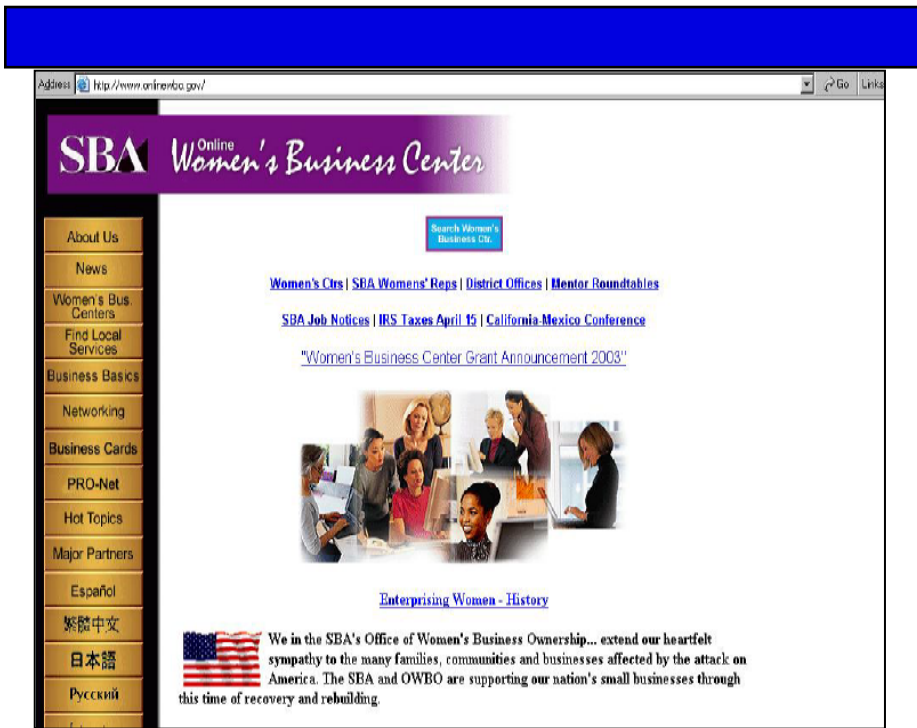 Address http://www.onlinewbc.gov/ Go Links
SBA Online Women's Business Center
Search Women's
Business Ctr.
About Us
News
Women's Bus.
Centers
Find Local
Services
Business Basics
Networking
Business Cards
PRO-Net
Hot Topics
Major Partners
Español
繁體中文
日本語
Русский
Women's Ctrs | SBA Womens' Reps | District Offices | Mentor Roundtables
SBA Job Notices | IRS Taxes April 15 | California-Mexico Conference
"Women's Business Center Grant Announcement 2003"
Enterprising Women - History
We in the SBA's Office of Women's Business Ownership... extend our heartfelt
sympathy to the many families, communities and businesses affected by the attack on
America. The SBA and OWBO are supporting our nation's small businesses through
this time of recovery and rebuilding.